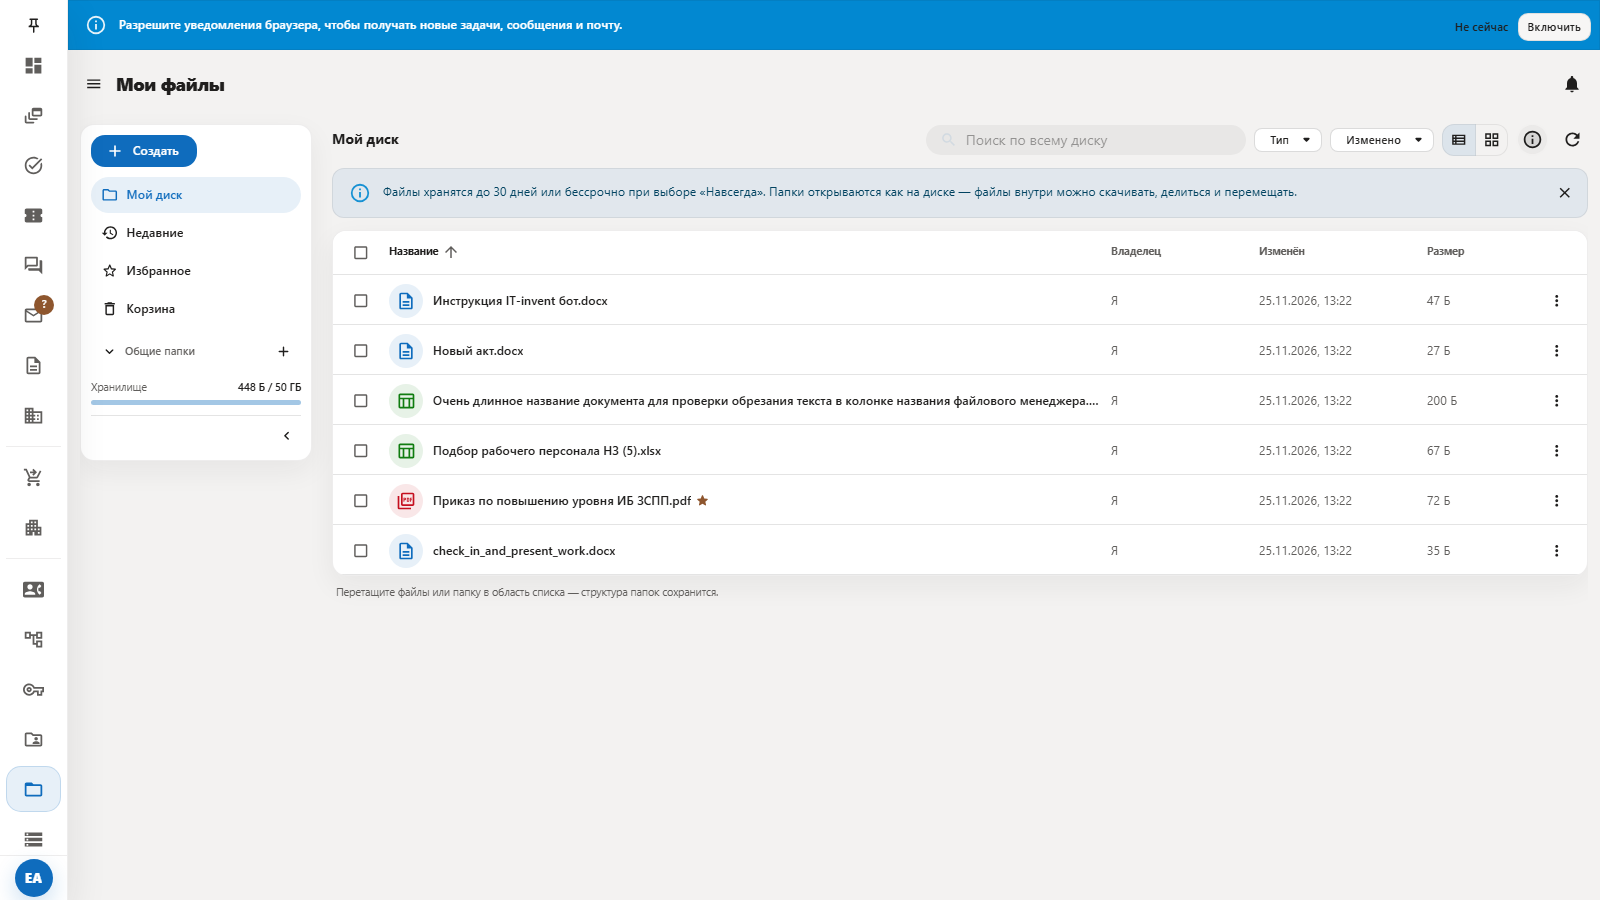 Разрешите уведомления браузера, чтобы получать новые задачи, сообщения и почту.
Не сейчас
Включить
Мои файлы
Создать
Мой диск
Недавние
Избранное
Корзина
Общие папки
Хранилище 448 Б / 50 ГБ
?
EA
Мой диск
Поиск по всему диску
Тип
Изменено
Файлы хранятся до 30 дней или бессрочно при выборе «Навсегда». Папки открываются как на диске — файлы внутри можно скачивать, делиться и перемещать.
Название Владелец Изменён Размер
Инструкция IT-invent бот.docx Я 25.11.2026, 13:22 47 Б
Новый акт.docx Я 25.11.2026, 13:22 27 Б
Очень длинное название документа для проверки обрезания текста в колонке названия файлового менеджера.... Я 25.11.2026, 13:22 200 Б
Подбор рабочего персонала Н3 (5).xlsx Я 25.11.2026, 13:22 67 Б
PDF Приказ по повышению уровня ИБ ЗСПП.pdf Я 25.11.2026, 13:22 72 Б
check_in_and_present_work.docx Я 25.11.2026, 13:22 35 Б
Перетащите файлы или папку в область списка — структура папок сохранится.